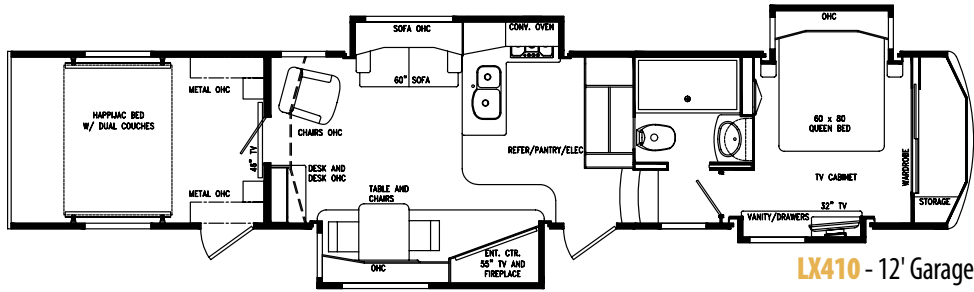 OHC
SOFA OHC
CONV. OVEN
60" SOFA
METAL OHC
HAPPIJAC BED
W/ DUAL COUCHES
CHAIRS OHC
46" TV
REFER/PANTRY/ELEC
60 x 80
QUEEN BED
WARDROBE
DESK AND
DESK OHC
TV CABINET
TABLE AND
CHAIRS
METAL OHC
32" TV
STORAGE
VANITY/DRAWERS
ENT. CTR.
55" TV AND
FIREPLACE
OHC
LX410 - 12' Garage